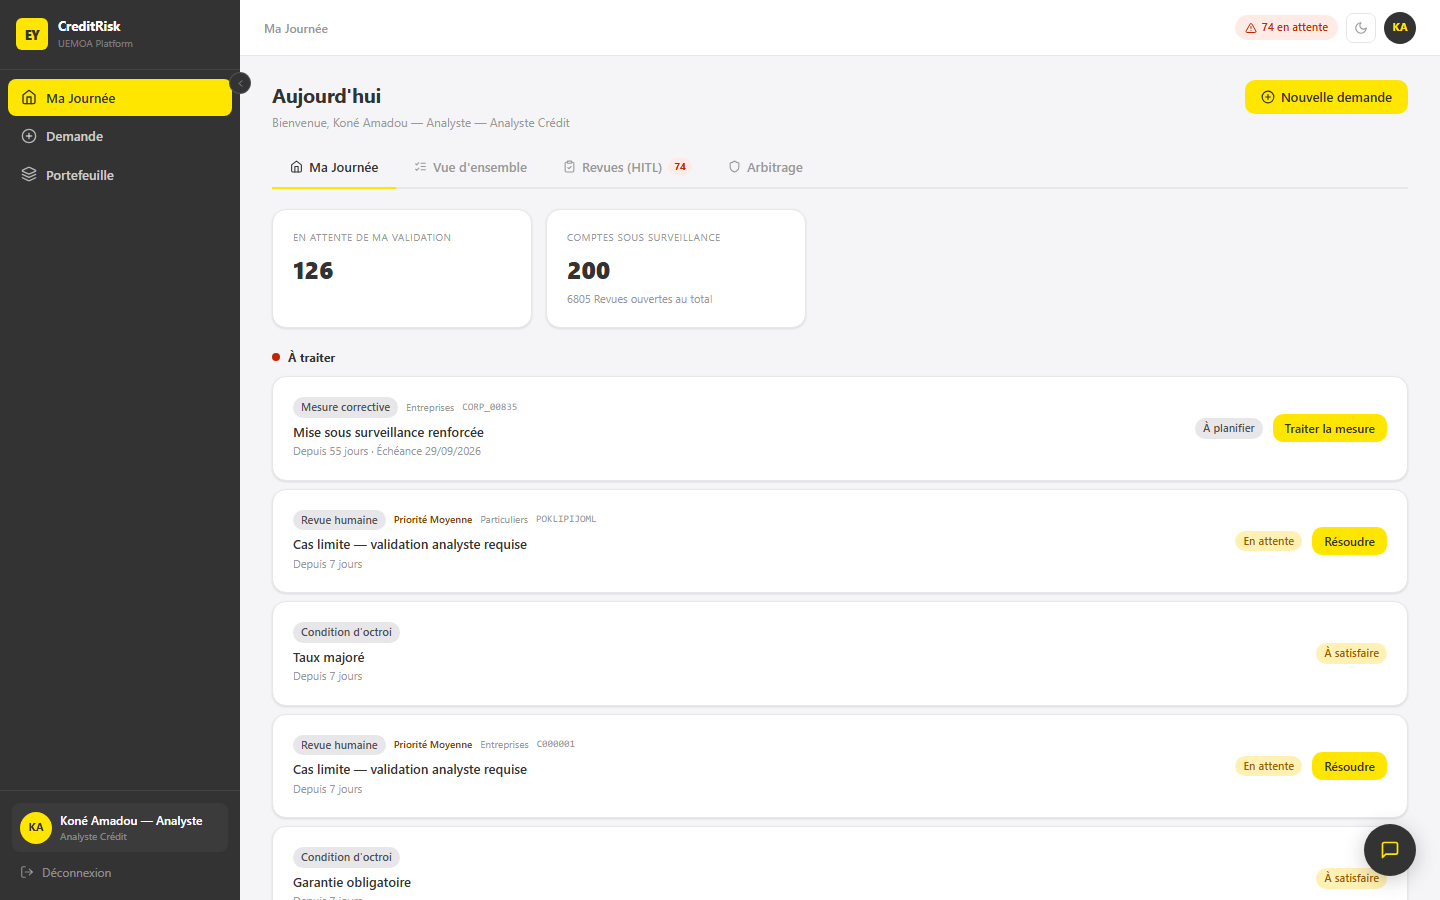 EY
CreditRisk
UEMOA Platform
Ma Journée
Demande
Portefeuille
Koné Amadou — Analyste
KA
Analyste Crédit
Déconnexion
Ma Journée
74 en attente
KA
Aujourd'hui
Bienvenue, Koné Amadou — Analyste — Analyste Crédit
Nouvelle demande
Ma Journée
Vue d'ensemble
Revues (HITL) 74
Arbitrage
EN ATTENTE DE MA VALIDATION
126
COMPTES SOUS SURVEILLANCE
200
6805 Revues ouvertes au total
À traiter
Mesure corrective Entreprises CORP_00835
Mise sous surveillance renforcée
Depuis 55 jours · Échéance 29/09/2026
À planifier
Traiter la mesure
Revue humaine Priorité Moyenne Particuliers POKLIPIJOML
Cas limite — validation analyste requise
Depuis 7 jours
En attente
Résoudre
Condition d'octroi
Taux majoré
Depuis 7 jours
À satisfaire
Revue humaine Priorité Moyenne Entreprises C000001
Cas limite — validation analyste requise
Depuis 7 jours
En attente
Résoudre
Condition d'octroi
Garantie obligatoire
Depuis 7 jours
À satisfaire